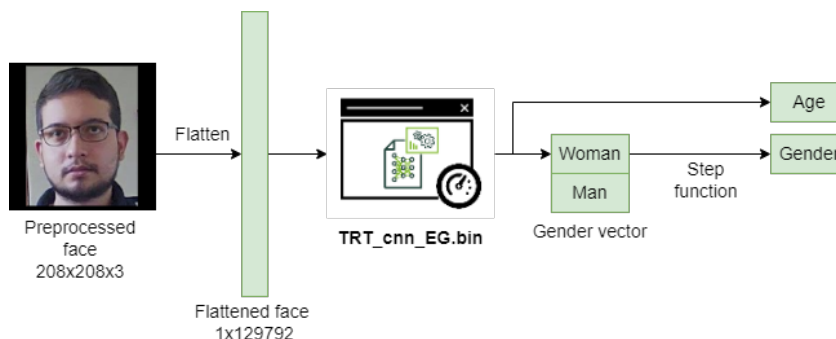 Flatten
Preprocessed
face
208x208x3
Flattened face
1x129792
TRT_cnn_EG.bin
Woman
Man
Gender vector
Step
function
Age
Gender